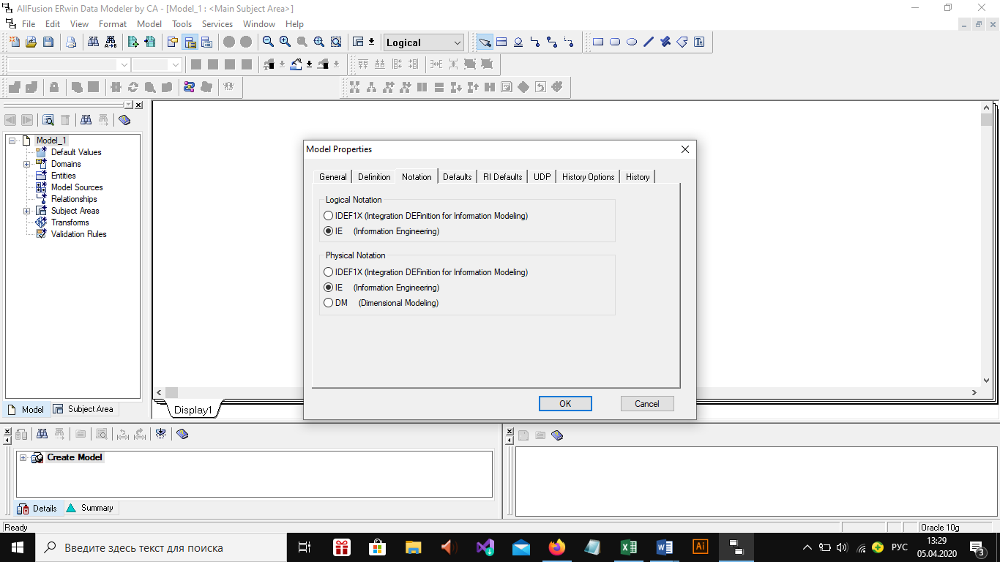 AllFusion ERwin Data Modeler by CA - [Model_1 : <Main Subject Area>]
File Edit View Format Model Tools Services Window Help
Logical
Model_1
Default Values
Domains
Entities
Model Sources
Relationships
Subject Areas
Transforms
Validation Rules
Model Subject Area
Display1
Model Properties
General Definition Notation Defaults RI Defaults UDP History Options History
Logical Notation
IDEF1X (Integration DEFinition for Information Modeling)
IE (Information Engineering)
Physical Notation
IDEF1X (Integration DEFinition for Information Modeling)
IE (Information Engineering)
DM (Dimensional Modeling)
OK Cancel
Create Model
Details Summary
Ready Oracle 10g
Введите здесь текст для поиска
Ai
РУС
13:29
05.04.2020
3